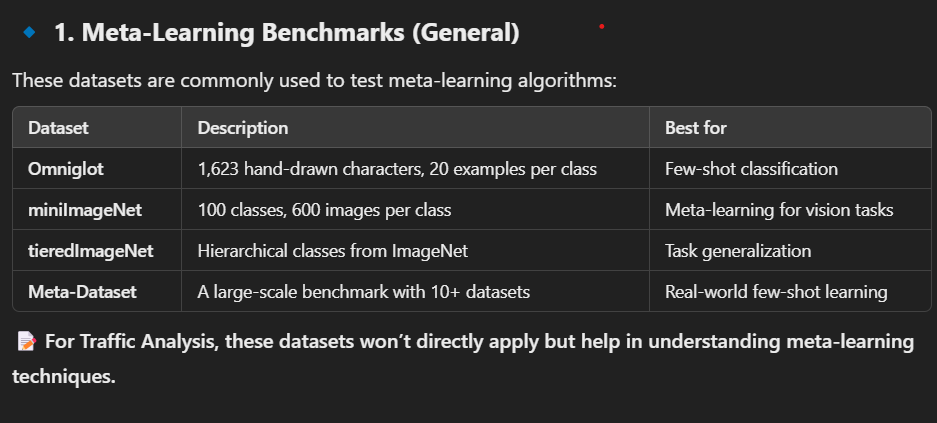 1. Meta-Learning Benchmarks (General)
These datasets are commonly used to test meta-learning algorithms:
Dataset Description Best for
Omniglot 1,623 hand-drawn characters, 20 examples per class Few-shot classification
miniImageNet 100 classes, 600 images per class Meta-learning for vision tasks
tieredImageNet Hierarchical classes from ImageNet Task generalization
Meta-Dataset A large-scale benchmark with 10+ datasets Real-world few-shot learning
For Traffic Analysis, these datasets won’t directly apply but help in understanding meta-learning
techniques.